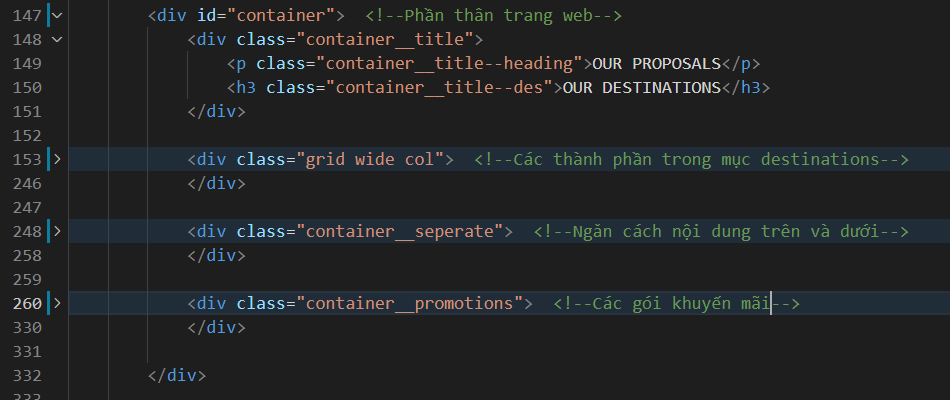 147 <div id="container"> <!--Phần thân trang web-->
148 <div class="container__title">
149 <p class="container__title--heading">OUR PROPOSALS</p>
150 <h3 class="container__title--des">OUR DESTINATIONS</h3>
151 </div>
152
153 <div class="grid wide col"> <!--Các thành phần trong mục destinations-->
246 </div>
247
248 <div class="container__seperate"> <!--Ngăn cách nội dung trên và dưới-->
258 </div>
259
260 <div class="container__promotions"> <!--Các gói khuyến mãi-->
330 </div>
331
332 </div>
333